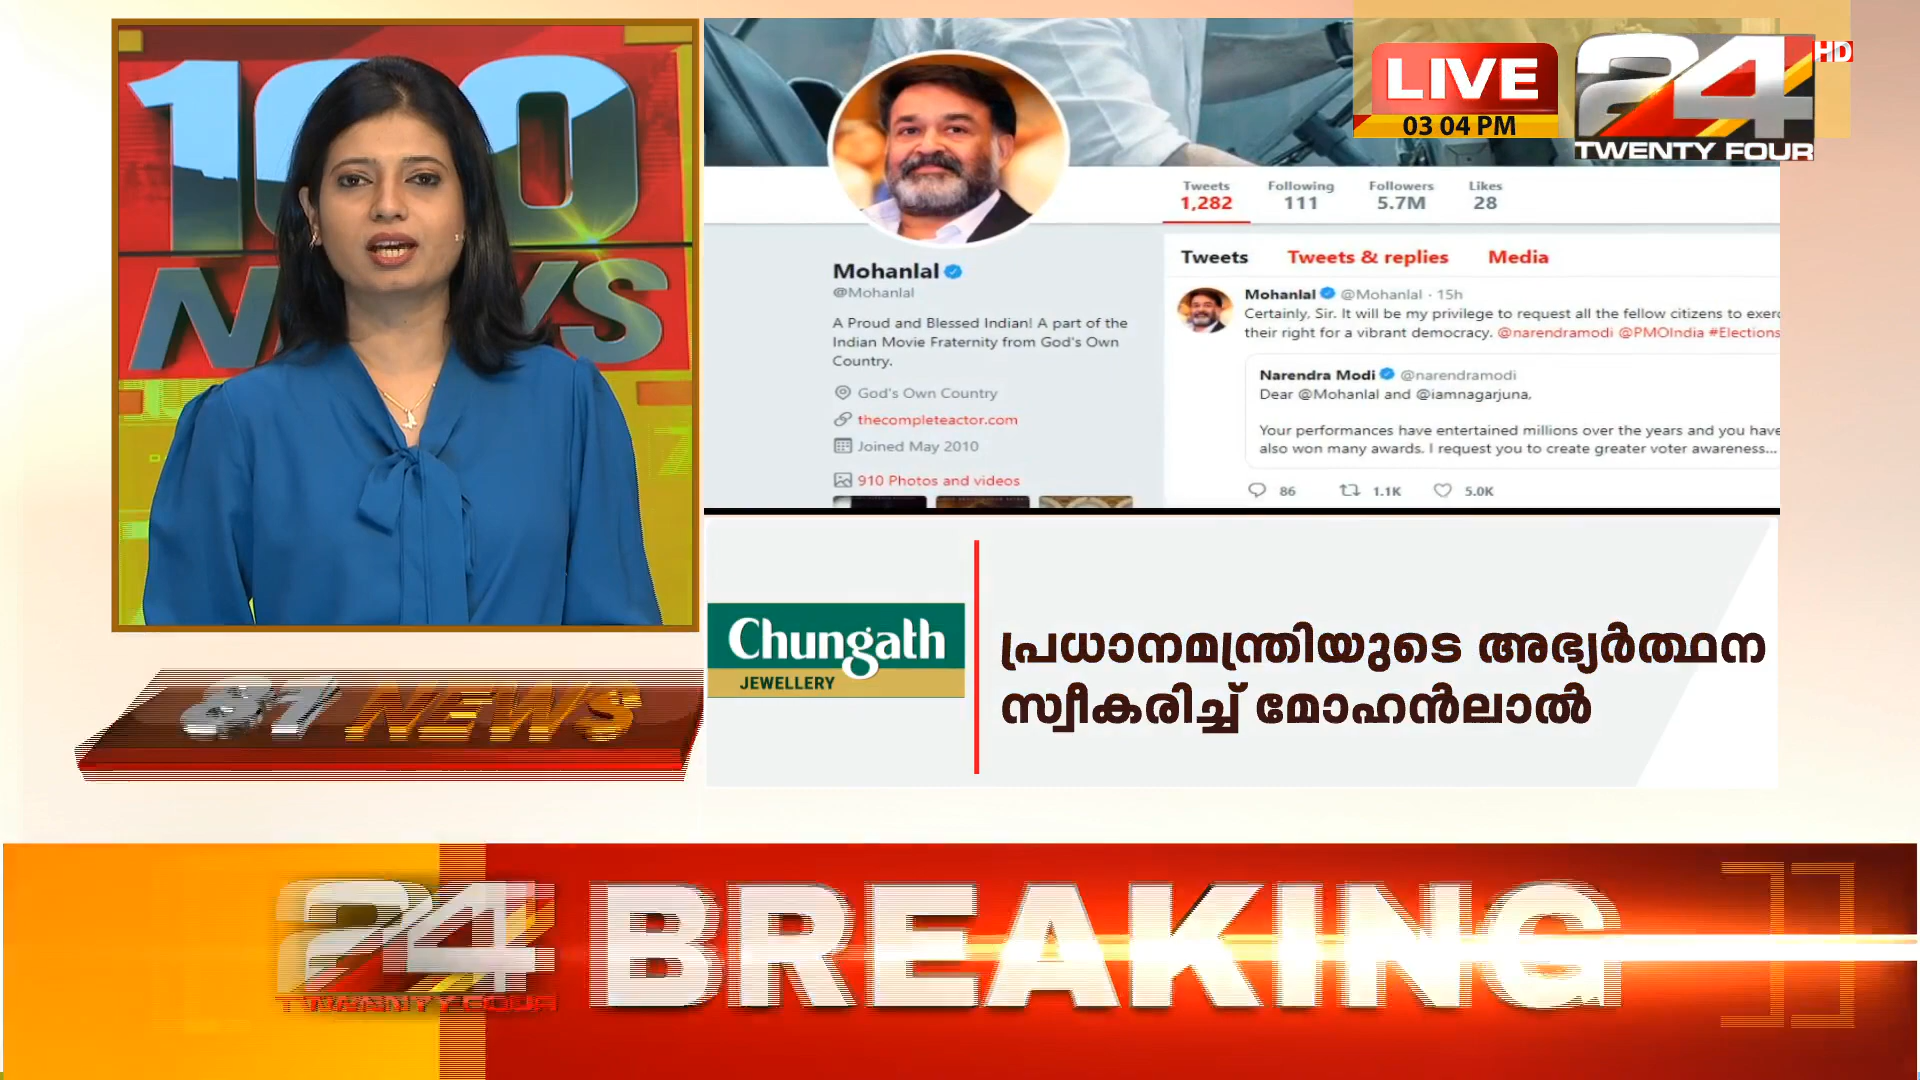 100
NEWS
LIVE
03 04 PM
24
HD
TWENTY FOUR
Tweets
1,282
Following
111
Followers
5.7M
Likes
28
Mohanlal
@Mohanlal
A Proud and Blessed Indian! A part of the
Indian Movie Fraternity from God's Own
Country.
God's Own Country
thecompleteactor.com
Joined May 2010
910 Photos and videos
Tweets Tweets & replies Media
Mohanlal @Mohanlal · 15h
Certainly, Sir. It will be my privilege to request all the fellow citizens to exerc
their right for a vibrant democracy. @narendramodi @PMOIndia #Elections
Narendra Modi @narendramodi
Dear @Mohanlal and @iamnagarjuna,
Your performances have entertained millions over the years and you have
also won many awards. I request you to create greater voter awareness...
86 1.1K 5.0K
Chungath
JEWELLERY
പ്രധാനമന്ത്രിയുടെ അഭ്യർത്ഥന
സ്വീകരിച്ച് മോഹൻലാൽ
81 NEWS
24
TWENTY FOUR
BREAKING